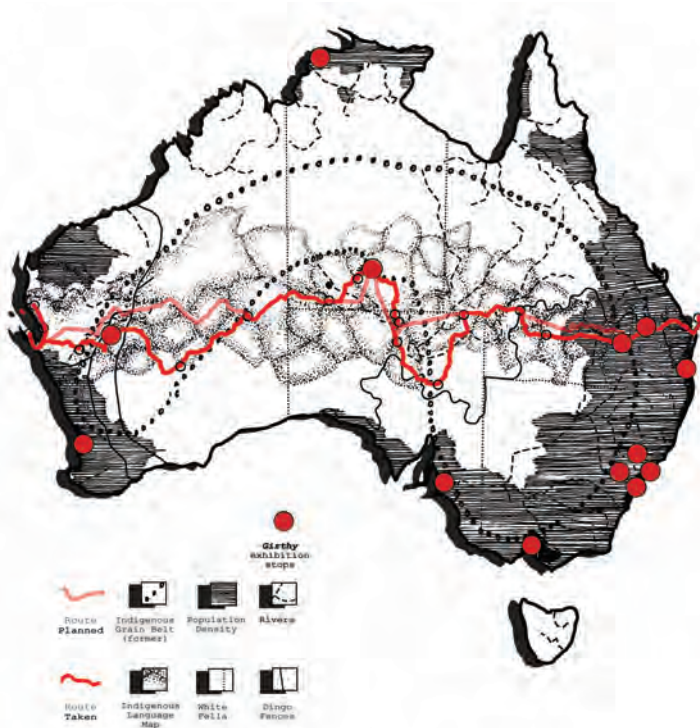 Girthy
exhibition
stops
Route
Planned
Indigenous
Grain Belt
(former)
Population
Density
Rivers
Route
Taken
Indigenous
Language
Map
White
Fella
Dingo
Fences